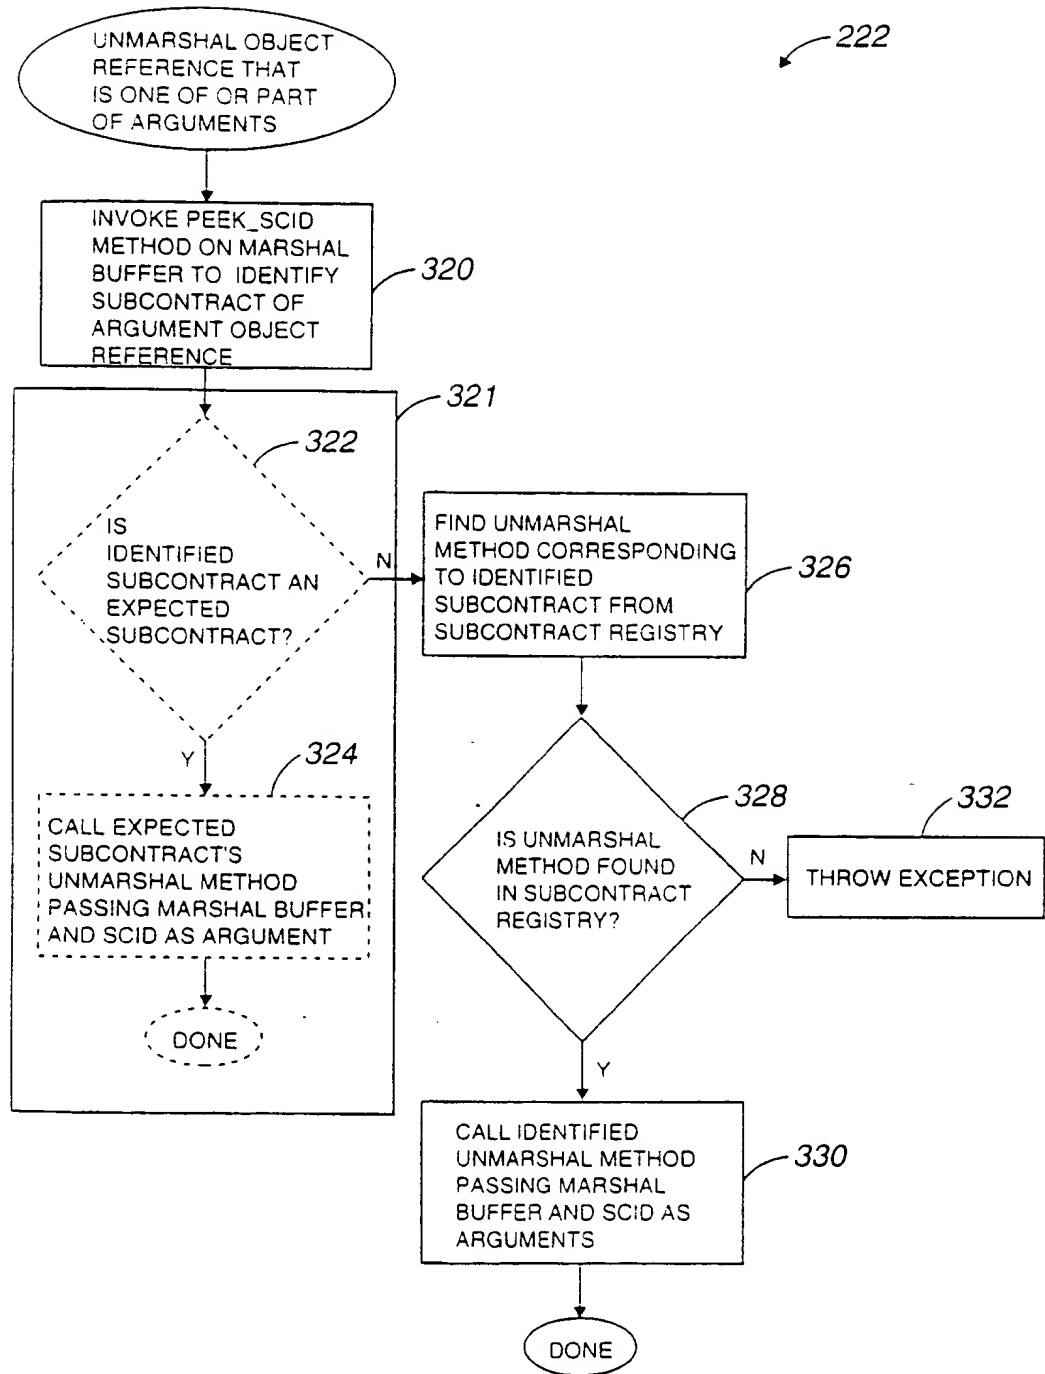 UNMARSHAL OBJECT
REFERENCE THAT
IS ONE OF OR PART
OF ARGUMENTS
222
INVOKE PEEK_SCID
METHOD ON MARSHAL
BUFFER TO IDENTIFY
SUBCONTRACT OF
ARGUMENT OBJECT
REFERENCE
320
321
322
IS
IDENTIFIED
SUBCONTRACT AN
EXPECTED
SUBCONTRACT?
N
Y
FIND UNMARSHAL
METHOD CORRESPONDING
TO IDENTIFIED
SUBCONTRACT FROM
SUBCONTRACT REGISTRY
326
324
CALL EXPECTED
SUBCONTRACT'S
UNMARSHAL METHOD
PASSING MARSHAL BUFFER
AND SCID AS ARGUMENT
DONE
328
IS UNMARSHAL
METHOD FOUND
IN SUBCONTRACT
REGISTRY?
N
332
THROW EXCEPTION
Y
CALL IDENTIFIED
UNMARSHAL METHOD
PASSING MARSHAL
BUFFER AND SCID AS
ARGUMENTS
330
DONE